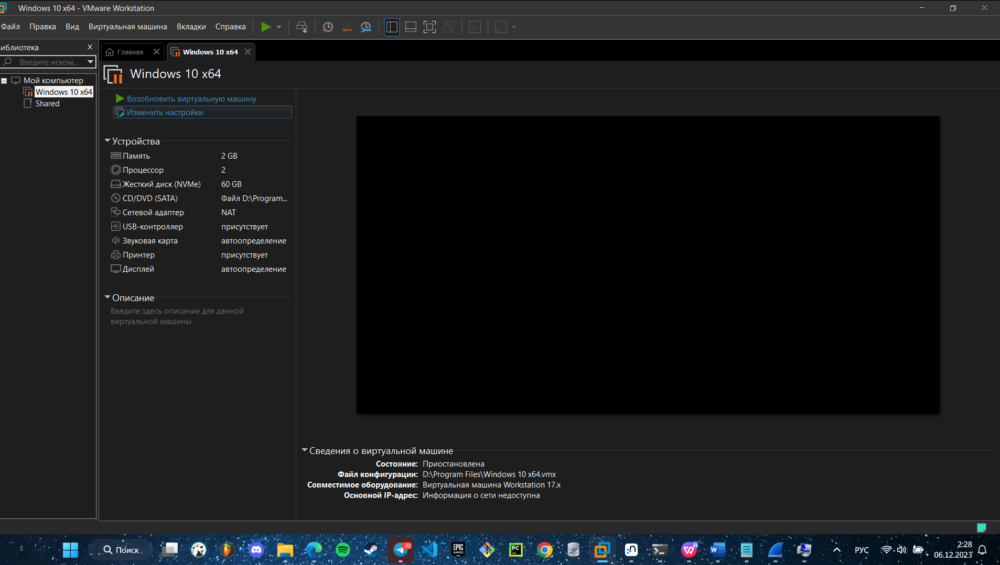 Windows 10 x64 - VMware Workstation
Файл Правка Вид Виртуальная машина Вкладки Справка
иблиотека
Введите иском...
Мой компьютер
Windows 10 x64
Shared
Главная
Windows 10 x64
Windows 10 x64
Возобновить виртуальную машину
Изменить настройки
Устройства
Память 2 GB
Процессор 2
Жесткий диск (NVMe) 60 GB
CD/DVD (SATA) Файл D:\Program...
Сетевой адаптер NAT
USB-контроллер присутствует
Звуковая карта автоопределение
Принтер присутствует
Дисплей автоопределение
Описание
Введите здесь описание для данной
виртуальной машины.
Сведения о виртуальной машине
Состояние: Приостановлена
Файл конфигурации: D:\Program Files\Windows 10 x64.vmx
Совместимое оборудование: Виртуальная машина Workstation 17.x
Основной IP-адрес: Информация о сети недоступна
Поиск
80
EPIC
GAMES
PC
W
РУС
2:28
06.12.2023